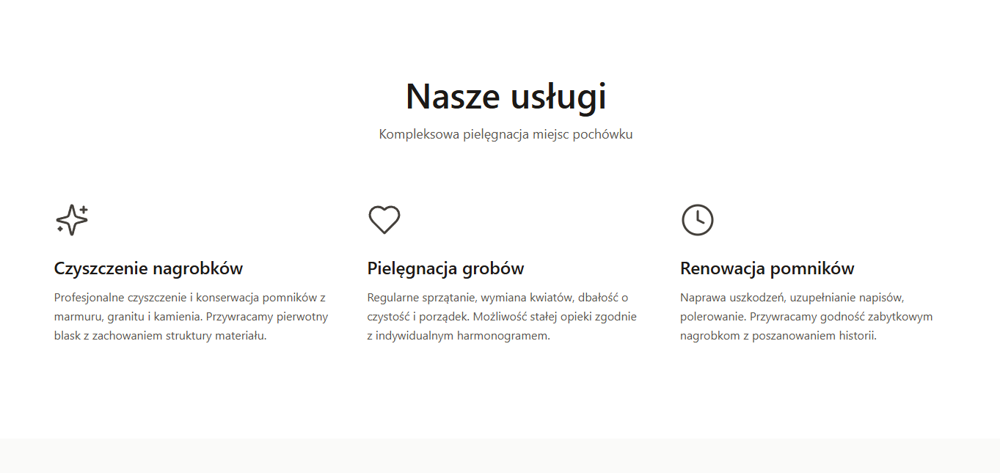 Nasze usługi
Kompleksowa pielęgnacja miejsc pochówku
Czyszczenie nagrobków
Profesjonalne czyszczenie i konserwacja pomników z
marmuru, granitu i kamienia. Przywracamy pierwotny
blask z zachowaniem struktury materiału.
Pielęgnacja grobów
Regularne sprzątanie, wymiana kwiatów, dbałość o
czystość i porządek. Możliwość stałej opieki zgodnie
z indywidualnym harmonogramem.
Renowacja pomników
Naprawa uszkodzeń, uzupełnianie napisów,
polerowanie. Przywracamy godność zabytkowym
nagrobkom z poszanowaniem historii.